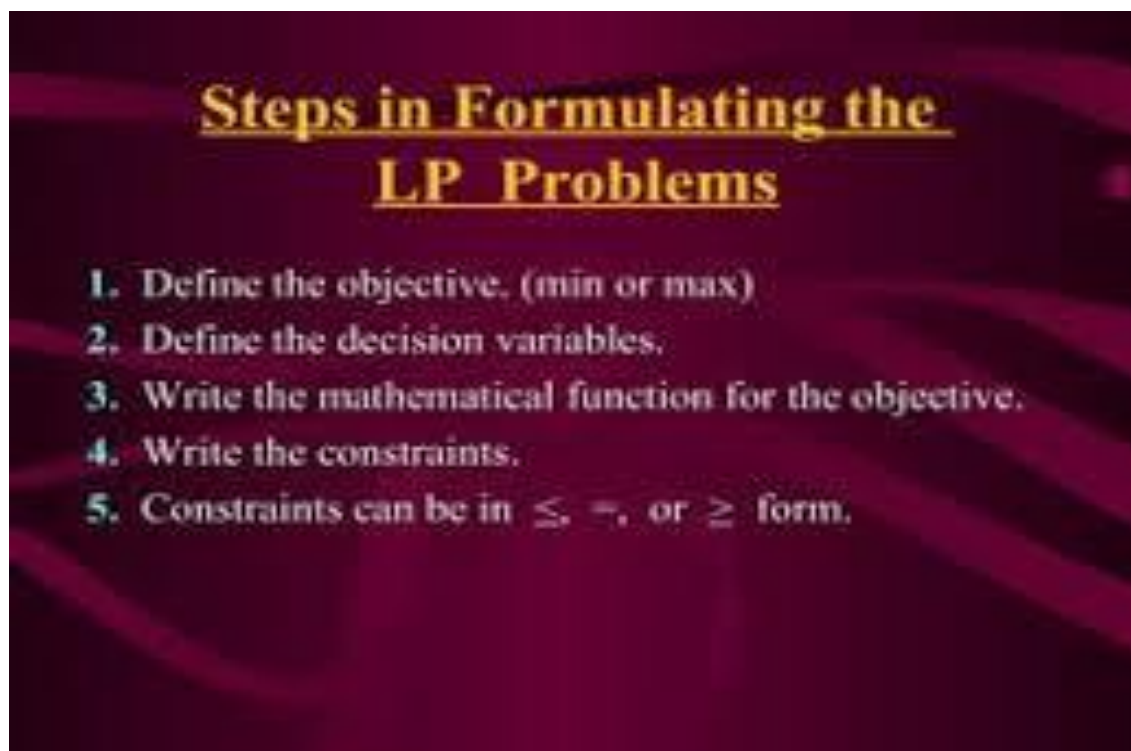 Steps in Formulating the
LP Problems
1. Define the objective. (min or max)
2. Define the decision variables.
3. Write the mathematical function for the objective.
4. Write the constraints.
5. Constraints can be in ≤, =, or ≥ form.